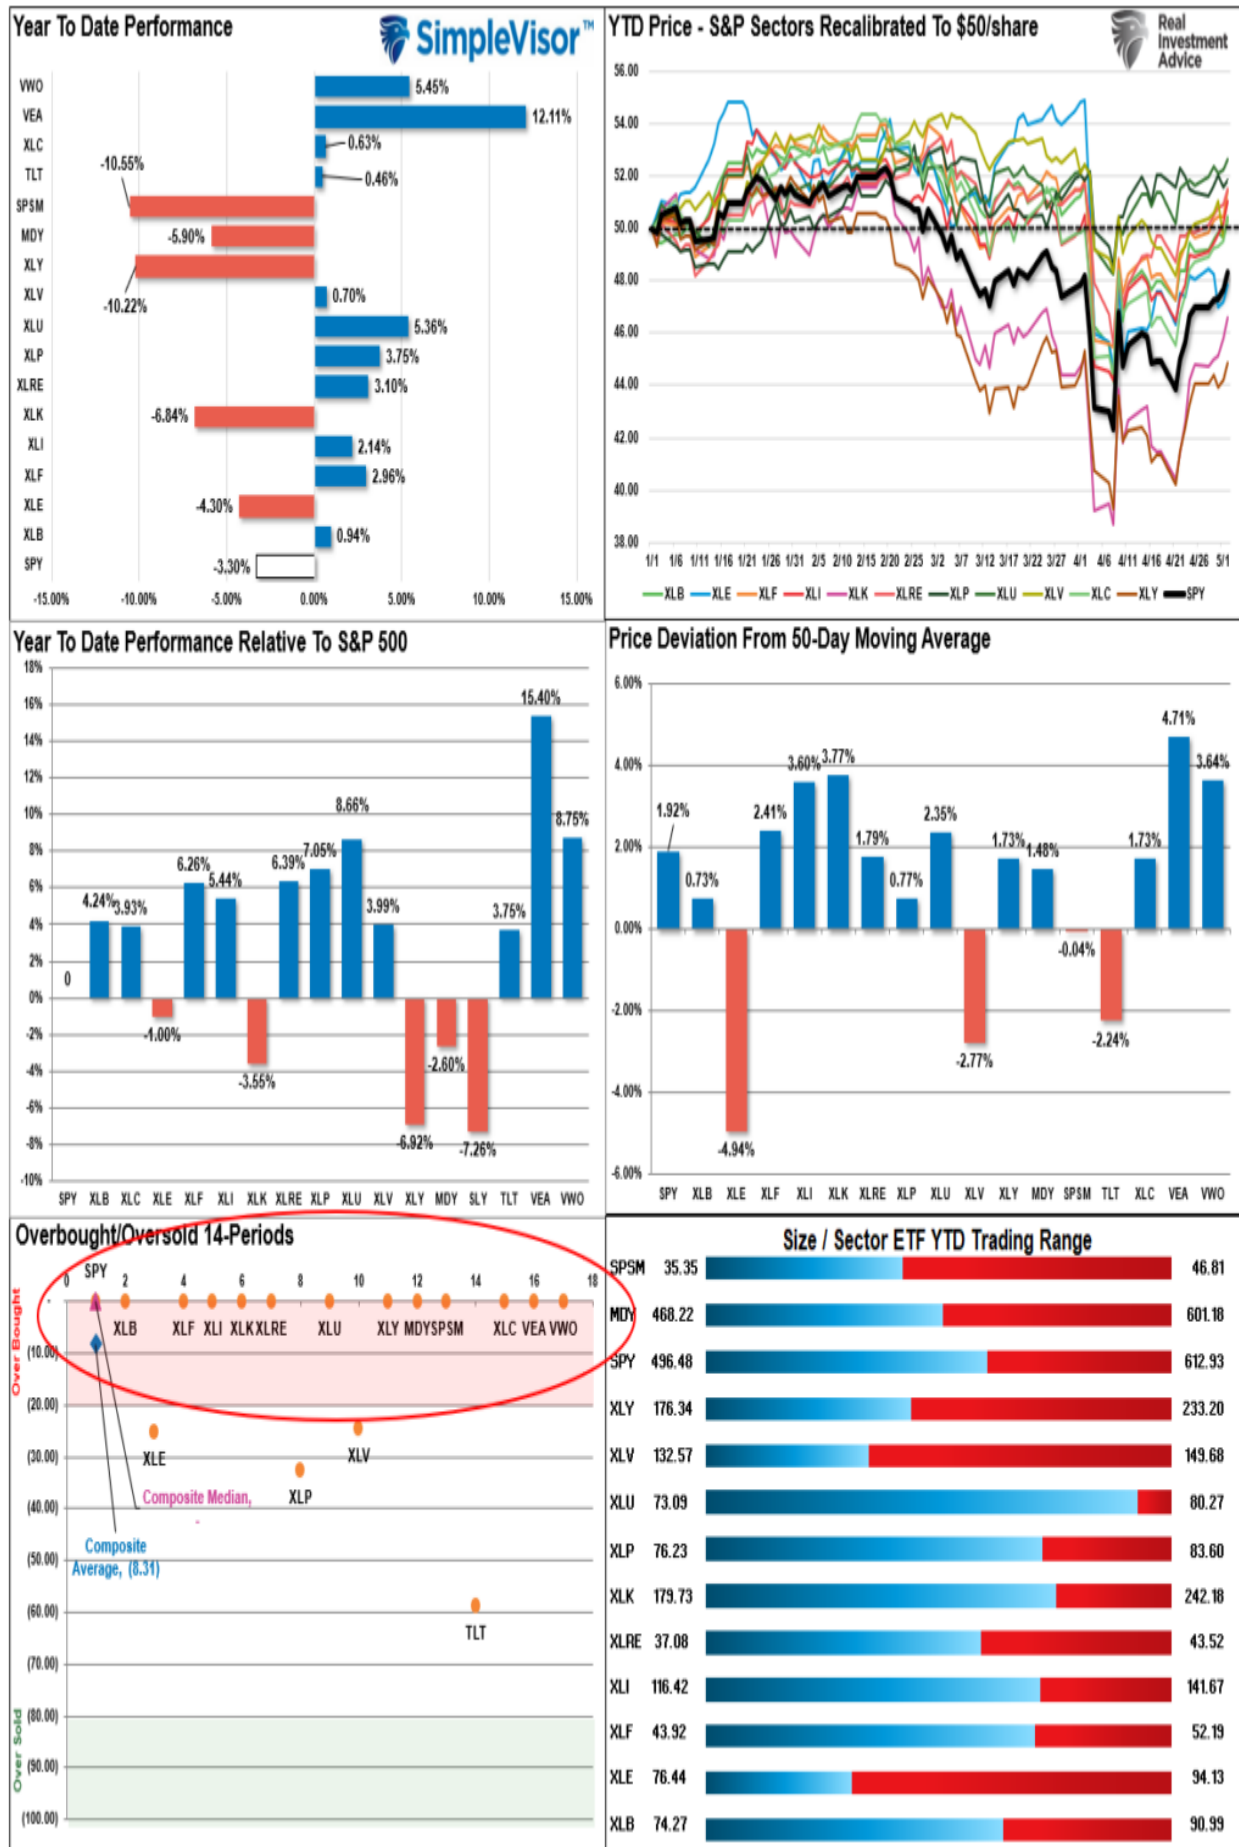 Year To Date Performance
SimpleVisor™
VWO
5.45%
VEA
12.11%
XLC
0.63%
-10.55%
TLT
0.46%
SPSM
MDY
-5.90%
XLY
-10.22%
XLV
0.70%
XLU
5.36%
XLP
3.75%
XLRE
3.10%
XLK
-6.84%
XLI
2.14%
XLF
2.96%
XLE
-4.30%
XLB
0.94%
SPY
-3.30%
-15.00% -10.00% -5.00% 0.00% 5.00% 10.00% 15.00%
YTD Price - S&P Sectors Recalibrated To $50/share
Real
Investment
Advice
56.00
54.00
52.00
50.00
48.00
46.00
44.00
42.00
40.00
38.00
1/1 1/6 1/11 1/16 1/21 1/26 1/31 2/5 2/10 2/15 2/20 2/25 3/2 3/7 3/12 3/17 3/22 3/27 4/1 4/6 4/11 4/16 4/21 4/26 5/1
XLB XLE XLF XLI XLK XLRE XLP XLU XLV XLC XLY SPY
Year To Date Performance Relative To S&P 500
18%
16%
14%
12%
10%
8%
6%
4%
2%
0%
-2%
-4%
-6%
-8%
-10%
0
4.24%
3.93%
-1.00%
6.26%
5.44%
-3.55%
6.39%
7.05%
8.66%
3.99%
-6.92%
-2.60%
-7.26%
3.75%
15.40%
8.75%
SPY XLB XLC XLE XLF XLI XLK XLRE XLP XLU XLV XLY MDY SLY TLT VEA VWO
Price Deviation From 50-Day Moving Average
6.00%
4.00%
2.00%
0.00%
-2.00%
-4.00%
-6.00%
1.92%
0.73%
-4.94%
2.41%
3.60%
3.77%
1.79%
0.77%
2.35%
-2.77%
1.73%
1.48%
-0.04%
-2.24%
1.73%
4.71%
3.64%
SPY XLB XLE XLF XLI XLK XLRE XLP XLU XLV XLY MDY SPSM TLT XLC VEA VWO
Overbought/Oversold 14-Periods
SPY
0 2 4 6 8 10 12 14 16 18
-
XLB XLF XLI XLK XLRE XLU XLY MDY SPSM XLC VEA VWO
Over Bought
(10.00)
(20.00)
(30.00)
(40.00)
(50.00)
(60.00)
(70.00)
(80.00)
(90.00)
(100.00)
Over Sold
XLE
XLV
XLP
Composite Median,
-
Composite
Average, (8.31)
TLT
Size / Sector ETF YTD Trading Range
SPSM 35.35 46.81
MDY 468.22 601.18
SPY 496.48 612.93
XLY 176.34 233.20
XLV 132.57 149.68
XLU 73.09 80.27
XLP 76.23 83.60
XLK 179.73 242.18
XLRE 37.08 43.52
XLI 116.42 141.67
XLF 43.92 52.19
XLE 76.44 94.13
XLB 74.27 90.99